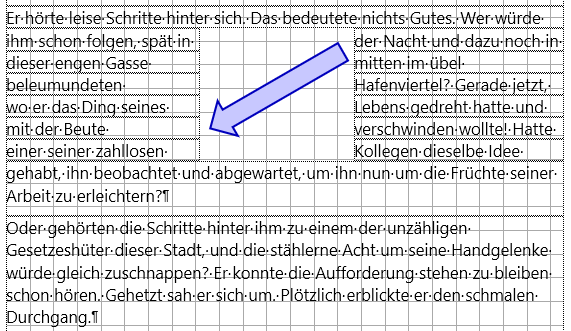 Er hörte leise Schritte hinter sich. Das bedeutete nichts Gutes. Wer würde
ihm schon folgen, spät in der Nacht und dazu noch in
dieser engen Gasse mitten im übel
beleumundeten Hafenviertel? Gerade jetzt,
wo er das Ding seines Lebens gedreht hatte und
mit der Beute verschwinden wollte! Hatte
einer seiner zahllosen Kollegen dieselbe Idee
gehabt, ihn beobachtet und abgewartet, um ihn nun um die Früchte seiner
Arbeit zu erleichtern?¶
Oder gehörten die Schritte hinter ihm zu einem der unzähligen
Gesetzeshüter dieser Stadt, und die stählerne Acht um seine Handgelenke
würde gleich zuschnappen? Er konnte die Aufforderung stehen zu bleiben
schon hören. Gehetzt sah er sich um. Plötzlich erblickte er den schmalen
Durchgang.¶